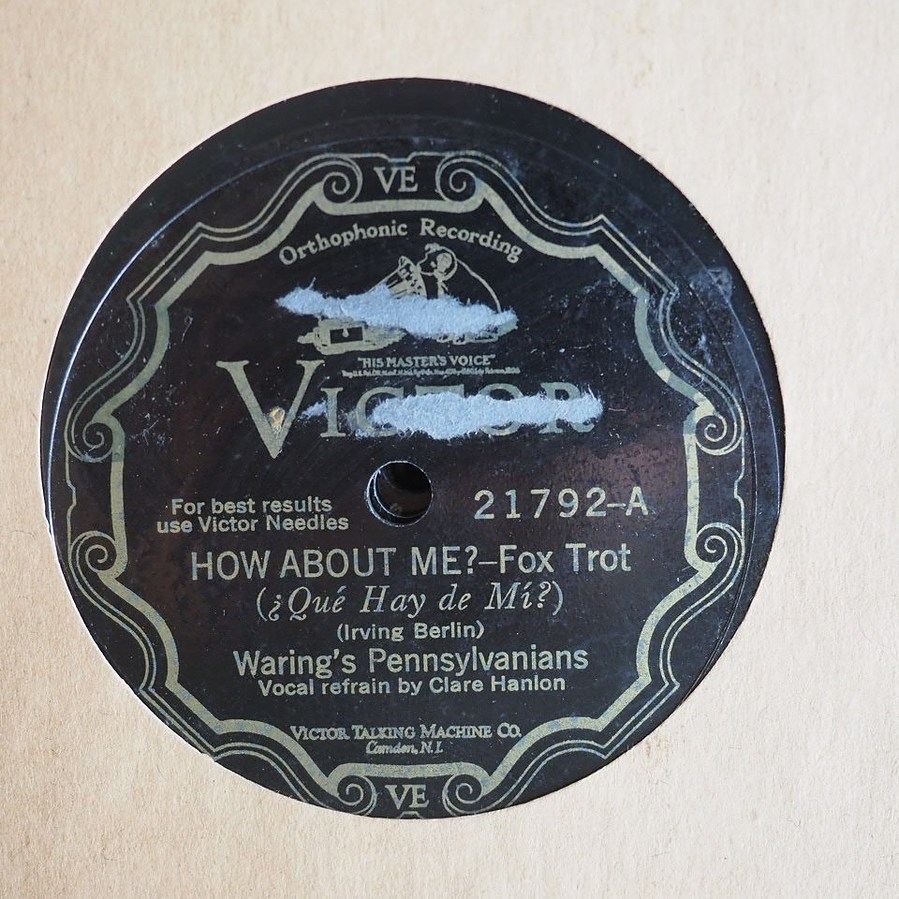 VE
Orthophonic Recording
"HIS MASTER'S VOICE"
VICTOR
For best results
use Victor Needles
21792-A
HOW ABOUT ME?-Fox Trot
(¿Qué Hay de Mí?)
(Irving Berlin)
Waring's Pennsylvanians
Vocal refrain by Clare Hanlon
VICTOR TALKING MACHINE CO.
Camden, N.J.
VE